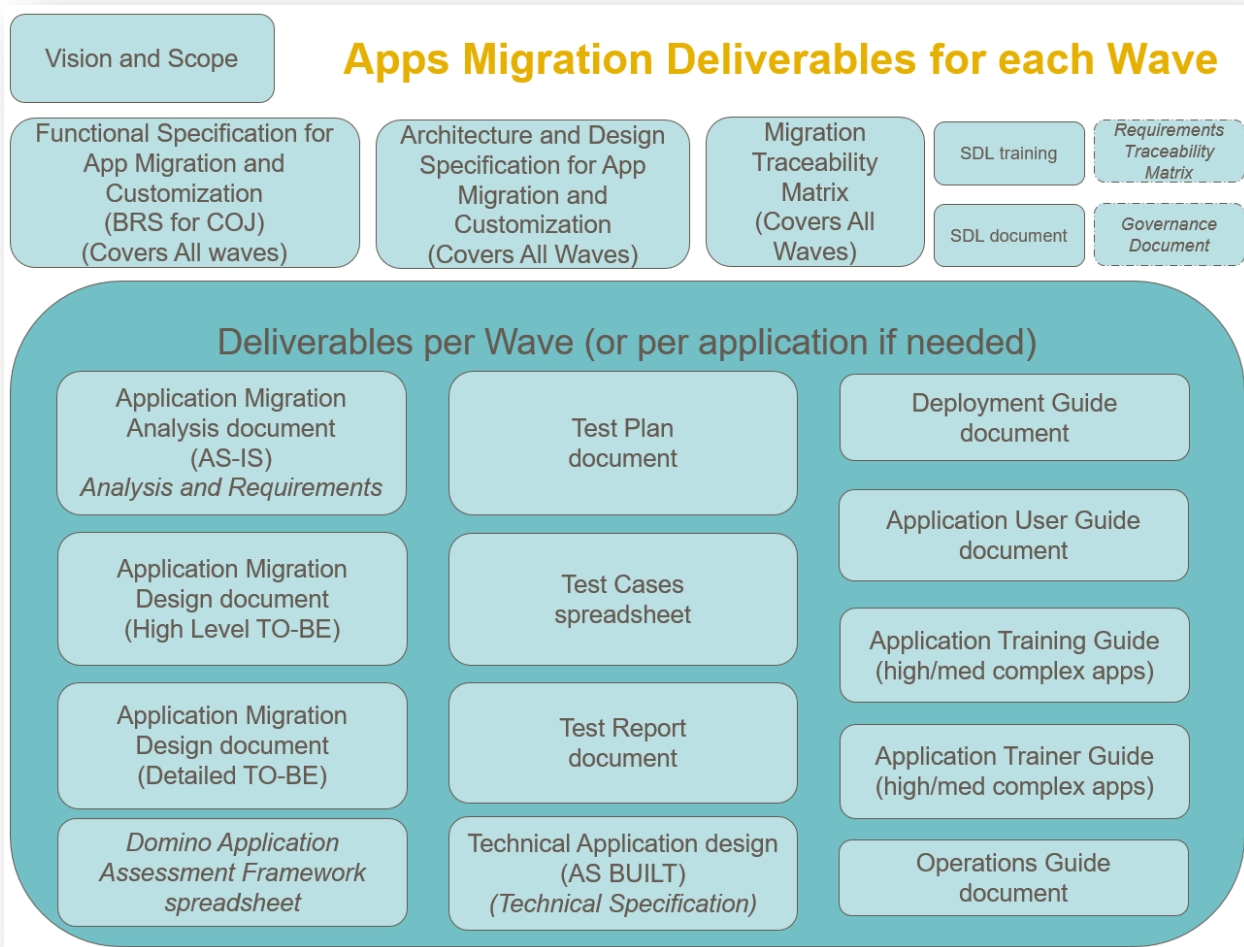 Vision and Scope
Apps Migration Deliverables for each Wave
Functional Specification for
App Migration and
Customization
(BRS for COJ)
(Covers All waves)
Architecture and Design
Specification for App
Migration and
Customization
(Covers All Waves)
Migration
Traceability
Matrix
(Covers All
Waves)
SDL training
Requirements
Traceability
Matrix
SDL document
Governance
Document
Deliverables per Wave (or per application if needed)
Application Migration
Analysis document
(AS-IS)
Analysis and Requirements
Application Migration
Design document
(High Level TO-BE)
Application Migration
Design document
(Detailed TO-BE)
Domino Application
Assessment Framework
spreadsheet
Test Plan
document
Test Cases
spreadsheet
Test Report
document
Technical Application design
(AS BUILT)
(Technical Specification)
Deployment Guide
document
Application User Guide
document
Application Training Guide
(high/med complex apps)
Application Trainer Guide
(high/med complex apps)
Operations Guide
document